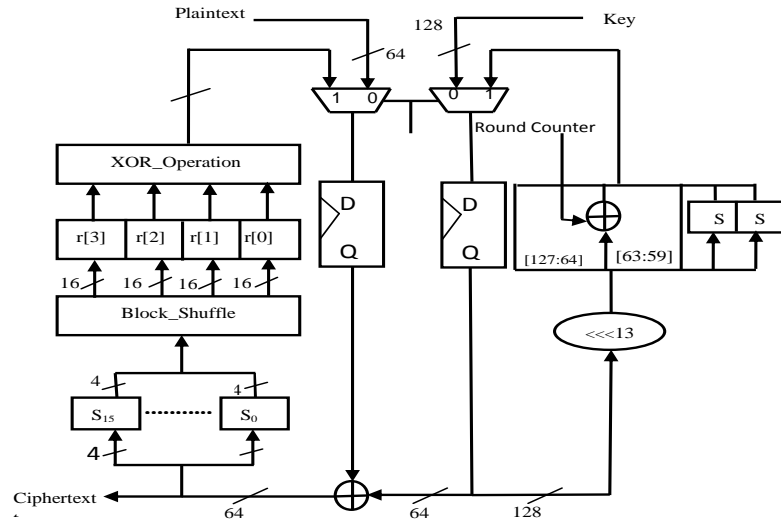 Plaintext
Key
128
64
1 0
0 1
Round Counter
XOR_Operation
D
D
r[3] r[2] r[1] r[0]
S S
Q
Q
[127:64] [63:59]
16 16 16 16
Block_Shuffle
<<<13
4 4
S15 S0
4
Ciphertext
64
64
128